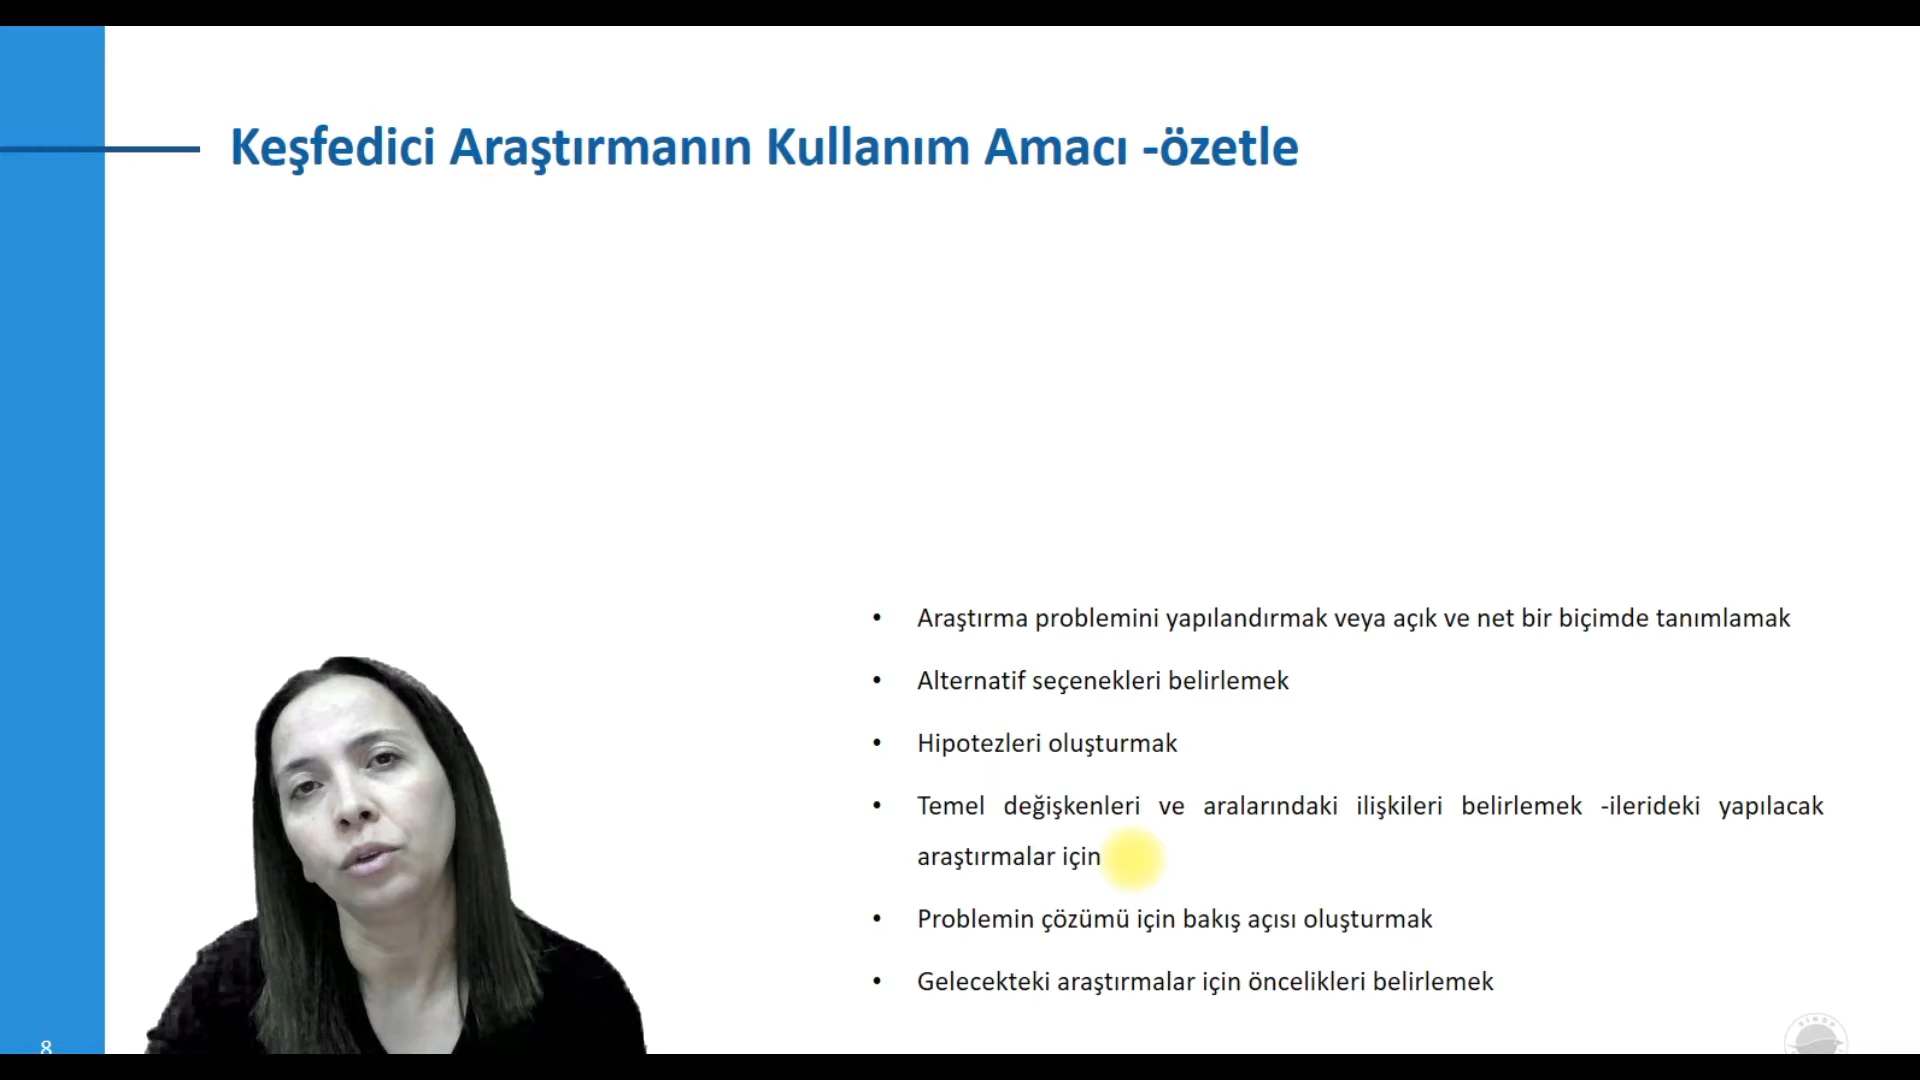 Keşfedici Araştırmanın Kullanım Amacı -özetle
• Araştırma problemini yapılandırmak veya açık ve net bir biçimde tanımlamak
• Alternatif seçenekleri belirlemek
• Hipotezleri oluşturmak
• Temel değişkenleri ve aralarındaki ilişkileri belirlemek -ilerideki yapılacak
araştırmalar için
• Problemin çözümü için bakış açısı oluşturmak
• Gelecekteki araştırmalar için öncelikleri belirlemek
8
SİNOP